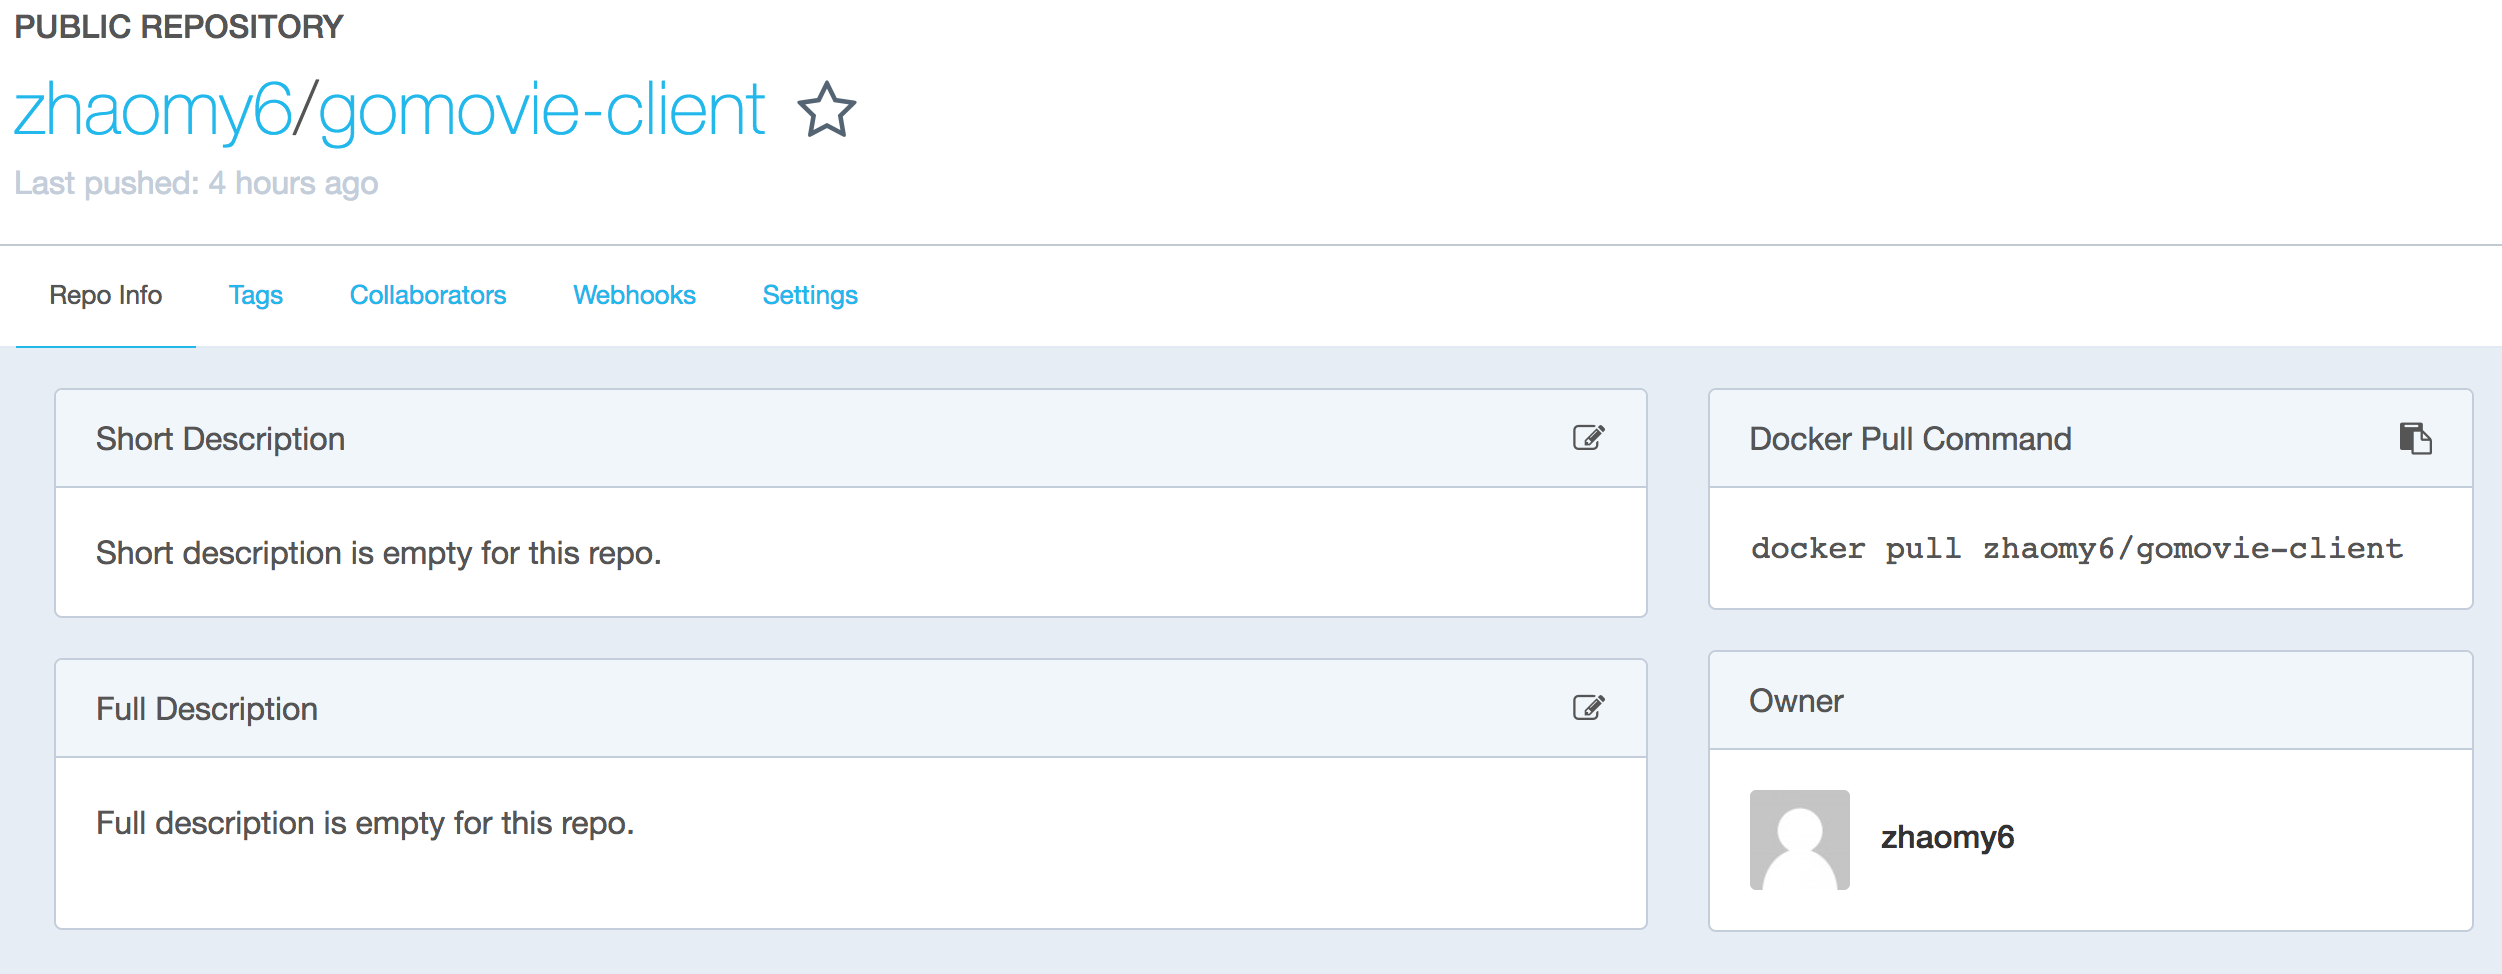 PUBLIC REPOSITORY
zhaomy6/gomovie-client
Last pushed: 4 hours ago
Repo Info Tags Collaborators Webhooks Settings
Short Description
Short description is empty for this repo.
Full Description
Full description is empty for this repo.
Docker Pull Command
docker pull zhaomy6/gomovie-client
Owner
zhaomy6